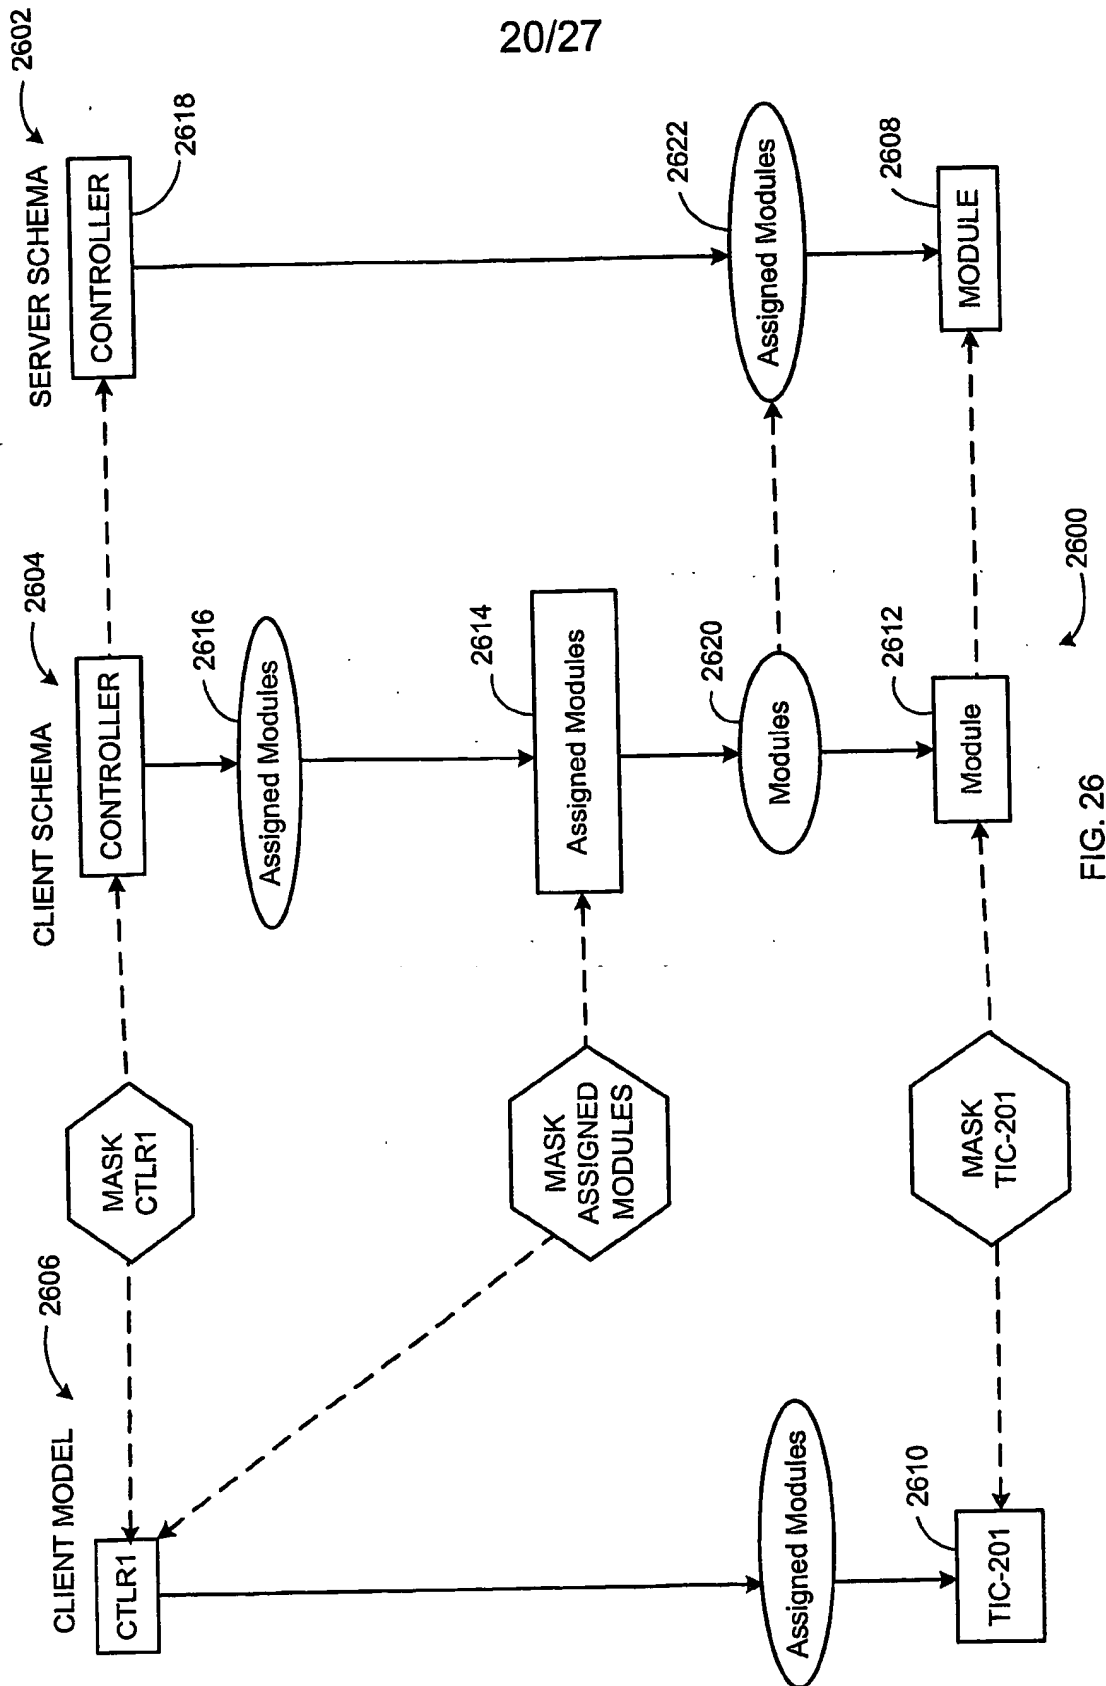 20/27
CLIENT MODEL
2606
CLIENT SCHEMA
2604
SERVER SCHEMA
2602
CTLR1
MASK
CTLR1
CONTROLLER
CONTROLLER
2618
Assigned Modules
2616
MASK
ASSIGNED
MODULES
Assigned Modules
2614
Assigned Modules
Modules
2620
Assigned Modules
2622
TIC-201
2610
MASK
TIC-201
Module
2612
MODULE
2608
2600
FIG. 26